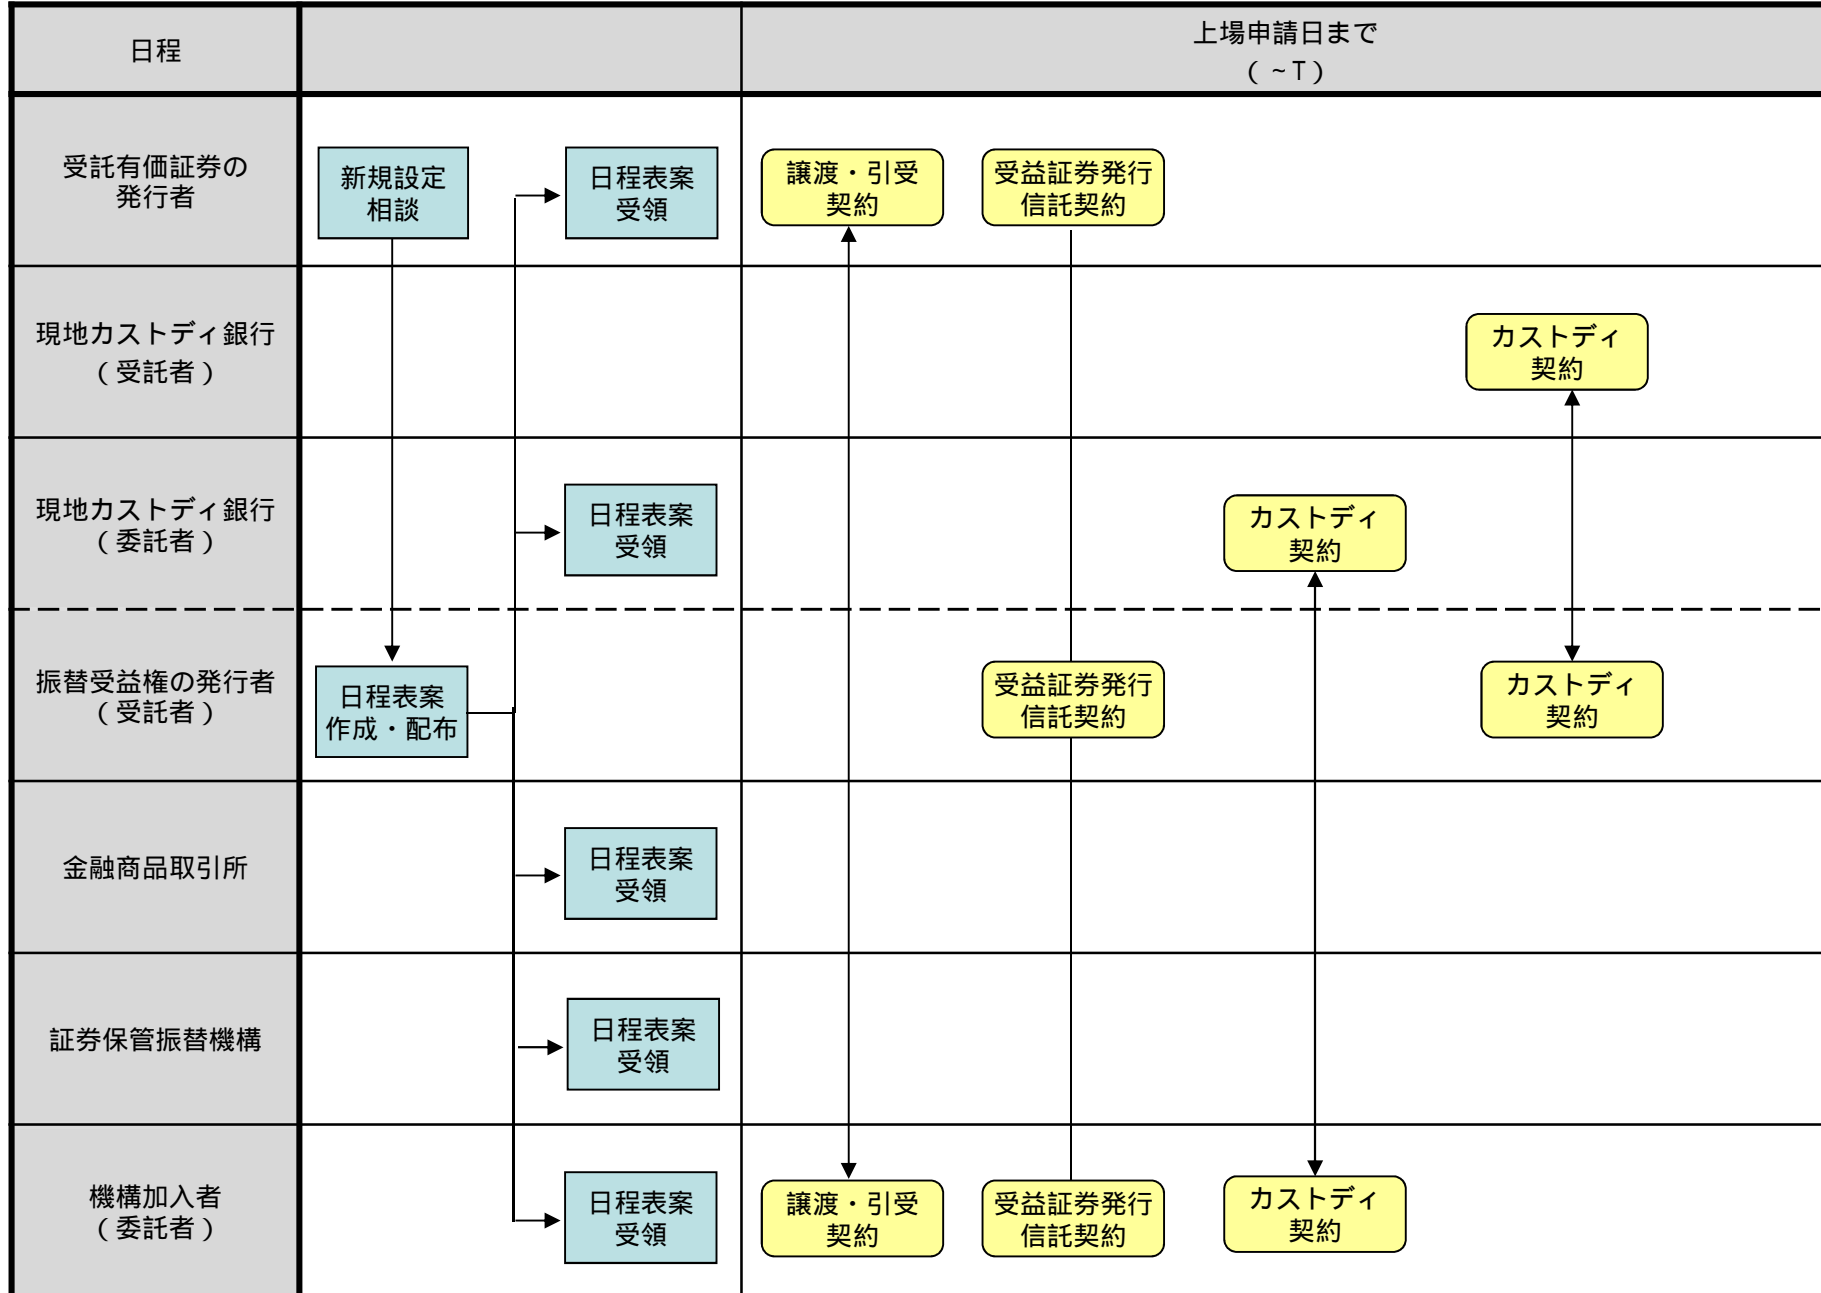 日程
上場申請日まで
(~T)
受託有価証券の
発行者
新規設定
相談
日程表案
受領
譲渡・引受
契約
受益証券発行
信託契約
現地カストディ銀行
(受託者)
カストディ
契約
現地カストディ銀行
(委託者)
日程表案
受領
カストディ
契約
振替受益権の発行者
(受託者)
日程表案
作成・配布
受益証券発行
信託契約
カストディ
契約
金融商品取引所
日程表案
受領
証券保管振替機構
日程表案
受領
機構加入者
(委託者)
日程表案
受領
譲渡・引受
契約
受益証券発行
信託契約
カストディ
契約